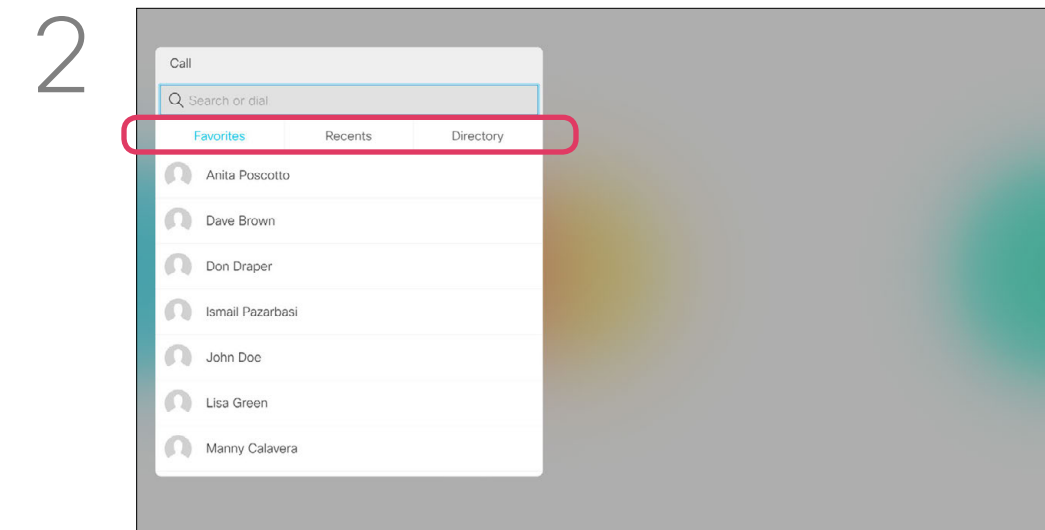 2
Call
Search or dial
Favorites Recents Directory
Anita Poscotto
Dave Brown
Don Draper
Ismail Pazarbasi
John Doe
Lisa Green
Manny Calavera